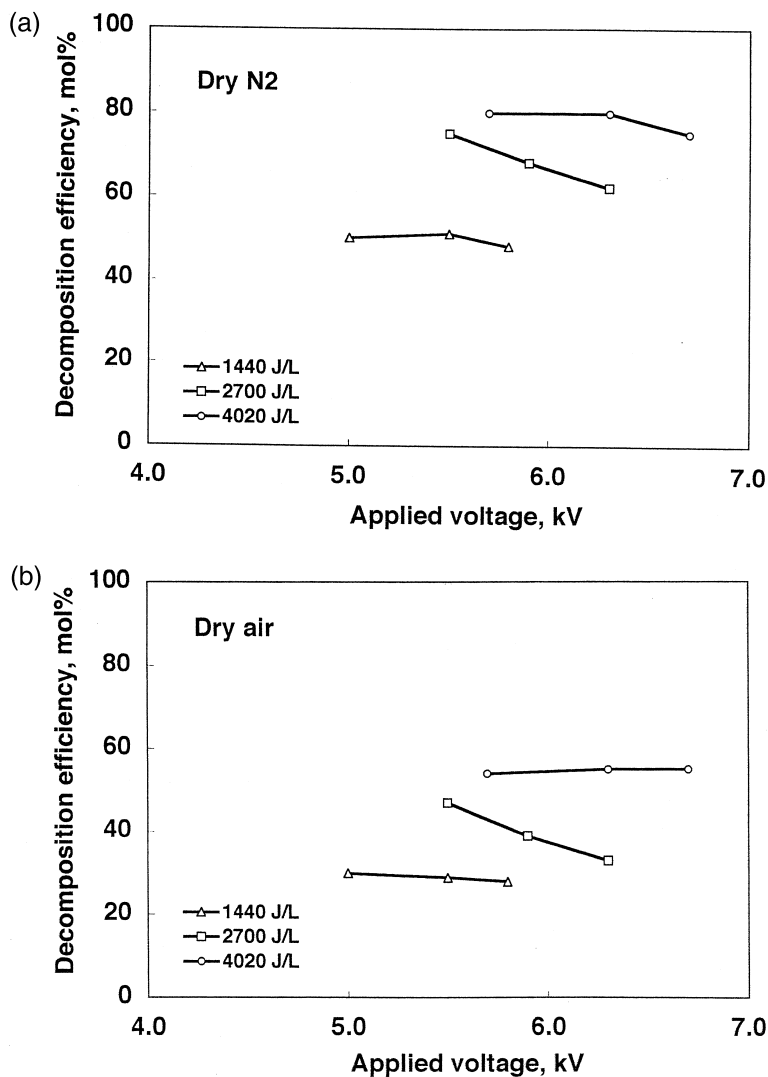 (a)
Decomposition efficiency, mol%
100
80
60
40
20
0
Dry N2
1440 J/L
2700 J/L
4020 J/L
4.0 5.0 6.0 7.0
Applied voltage, kV
(b)
Decomposition efficiency, mol%
100
80
60
40
20
0
Dry air
1440 J/L
2700 J/L
4020 J/L
4.0 5.0 6.0 7.0
Applied voltage, kV